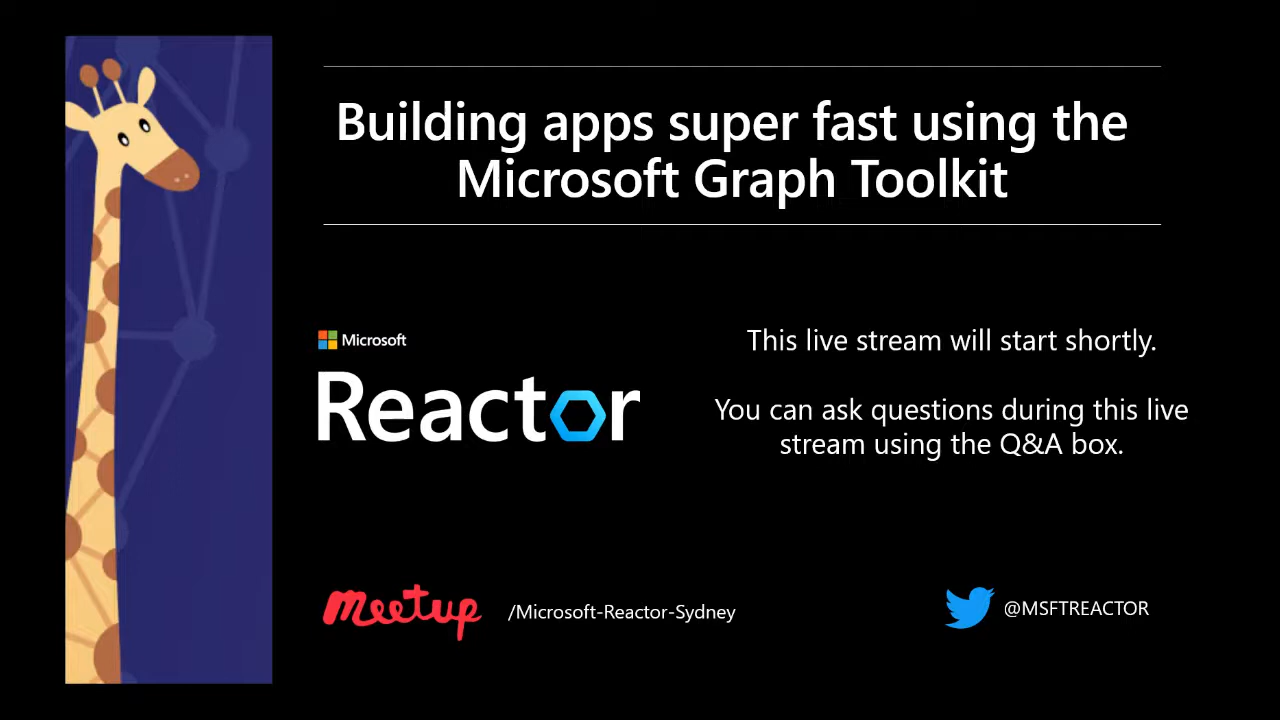 Building apps super fast using the
Microsoft Graph Toolkit
Microsoft
Reactor
This live stream will start shortly.
You can ask questions during this live
stream using the Q&A box.
meetup
/Microsoft-Reactor-Sydney
@MSFTREACTOR